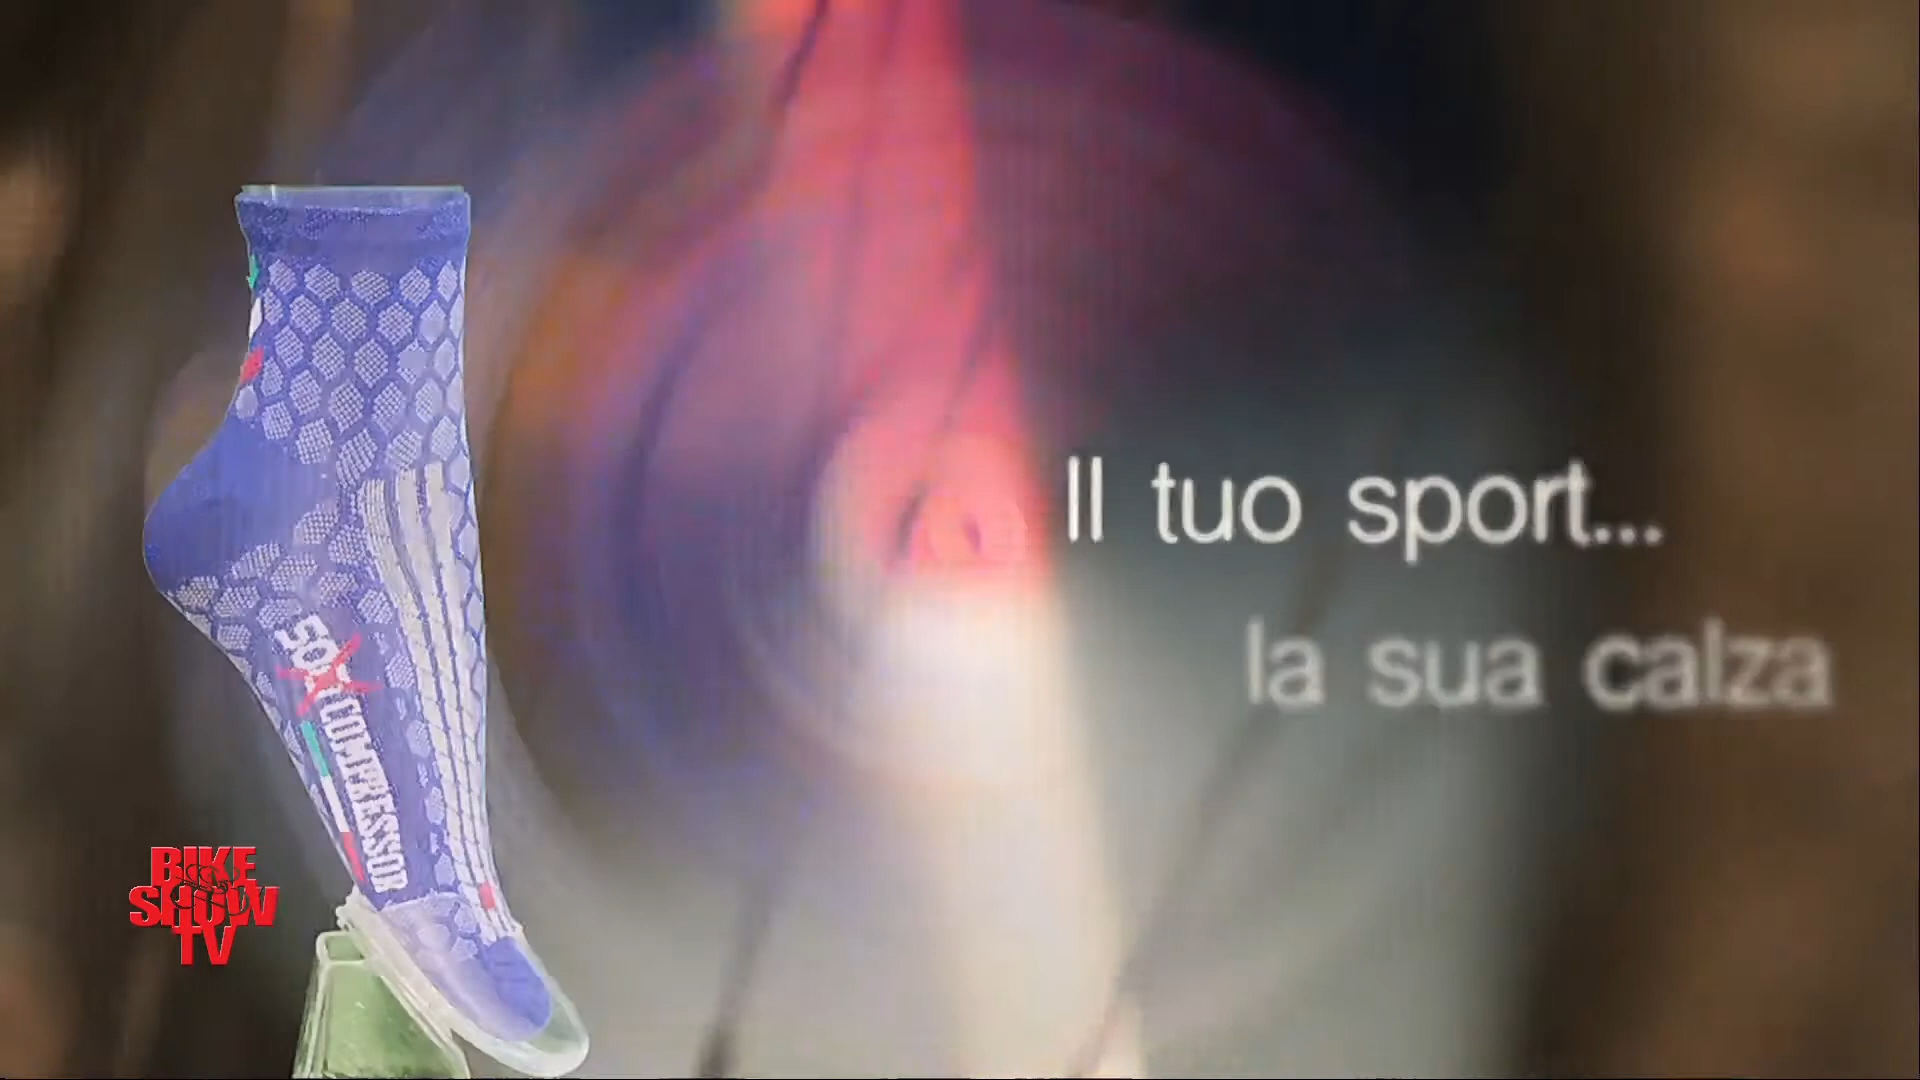 Il tuo sport...
la sua calza
SOX
COMPRESSOR
BIKE
SHOW
TV